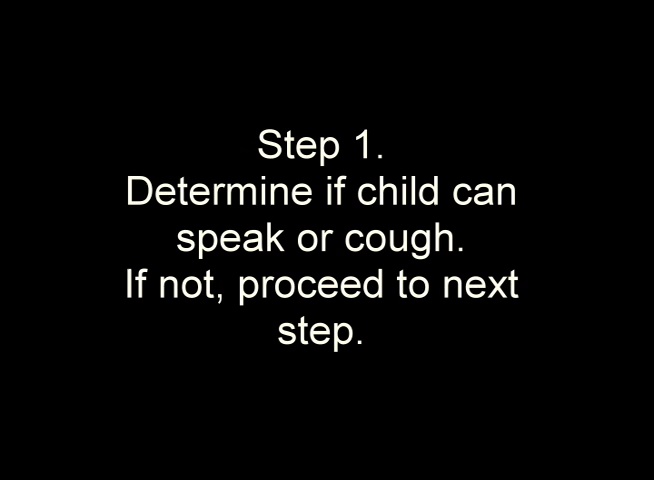 Step 1.
Determine if child can
speak or cough.
If not, proceed to next
step.